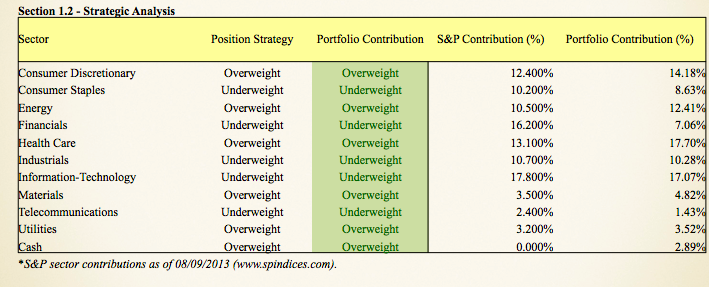 Section 1.2 - Strategic Analysis
Sector Position Strategy Portfolio Contribution S&P Contribution (%) Portfolio Contribution (%)
Consumer Discretionary Overweight Overweight 12.400% 14.18%
Consumer Staples Underweight Underweight 10.200% 8.63%
Energy Overweight Overweight 10.500% 12.41%
Financials Underweight Underweight 16.200% 7.06%
Health Care Overweight Overweight 13.100% 17.70%
Industrials Underweight Underweight 10.700% 10.28%
Information-Technology Underweight Underweight 17.800% 17.07%
Materials Overweight Overweight 3.500% 4.82%
Telecommunications Underweight Underweight 2.400% 1.43%
Utilities Overweight Overweight 3.200% 3.52%
Cash Overweight Overweight 0.000% 2.89%
*S&P sector contributions as of 08/09/2013 (www.spindices.com).